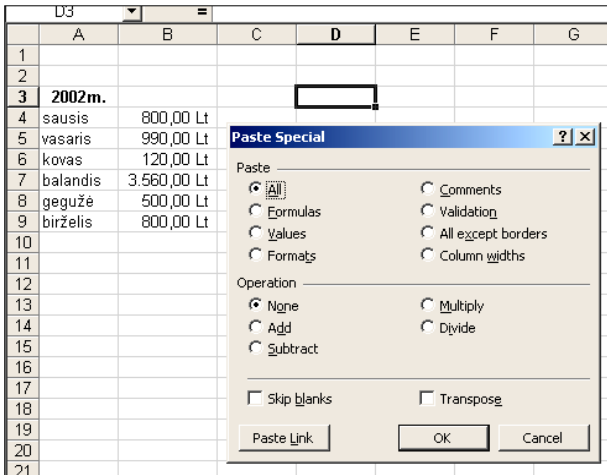 D3 =
A B C D E F G
1
2
3 2002m.
4 sausis 800,00 Lt
5 vasaris 990,00 Lt
6 kovas 120,00 Lt
7 balandis 3.560,00 Lt
8 gegužė 500,00 Lt
9 birželis 800,00 Lt
10
11
12
13
14
15
16
17
18
19
20
21
Paste Special ? ×
Paste
All Comments
Formulas Validation
Values All except borders
Formats Column widths
Operation
None Multiply
Add Divide
Subtract
Skip blanks Transpose
Paste Link OK Cancel